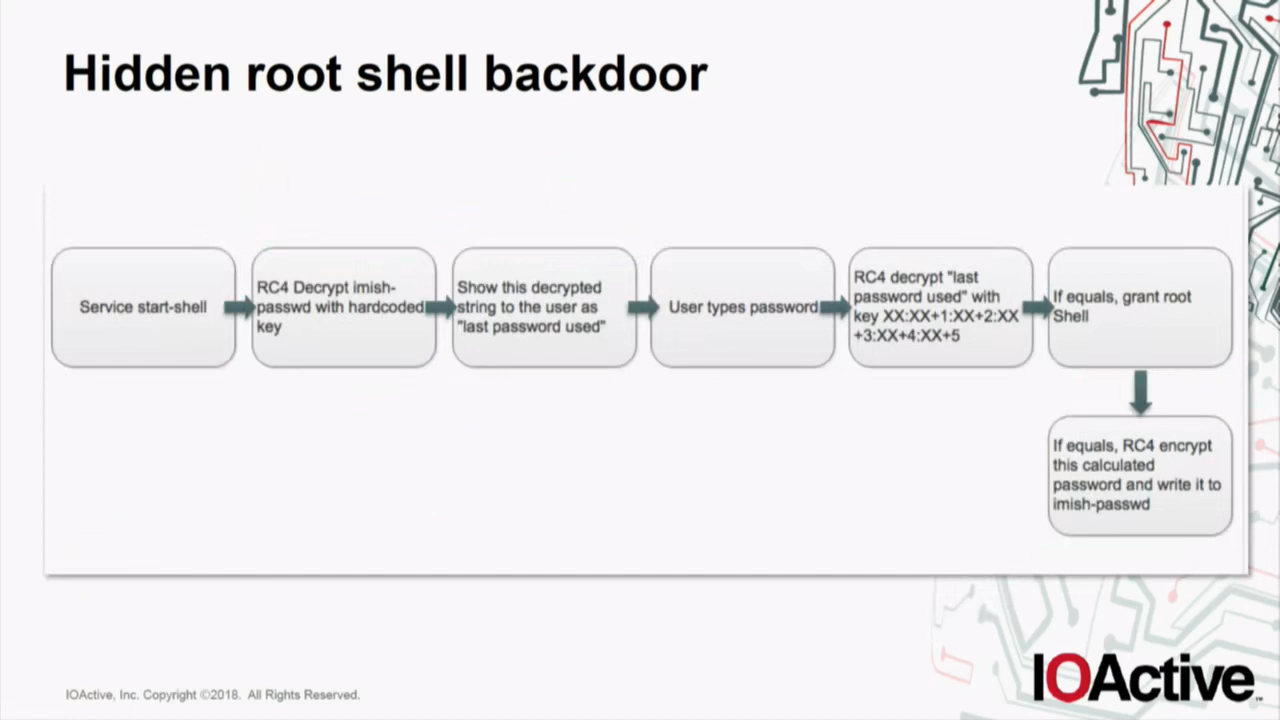 Hidden root shell backdoor
Service start-shell
RC4 Decrypt imish-
passwd with hardcoded
key
Show this decrypted
string to the user as
"last password used"
User types password
RC4 decrypt "last
password used" with
key XX:XX+1:XX+2:XX
+3:XX+4:XX+5
If equals, grant root
Shell
If equals, RC4 encrypt
this calculated
password and write it to
imish-passwd
IOActive, Inc. Copyright ©2018. All Rights Reserved.
IOActive™